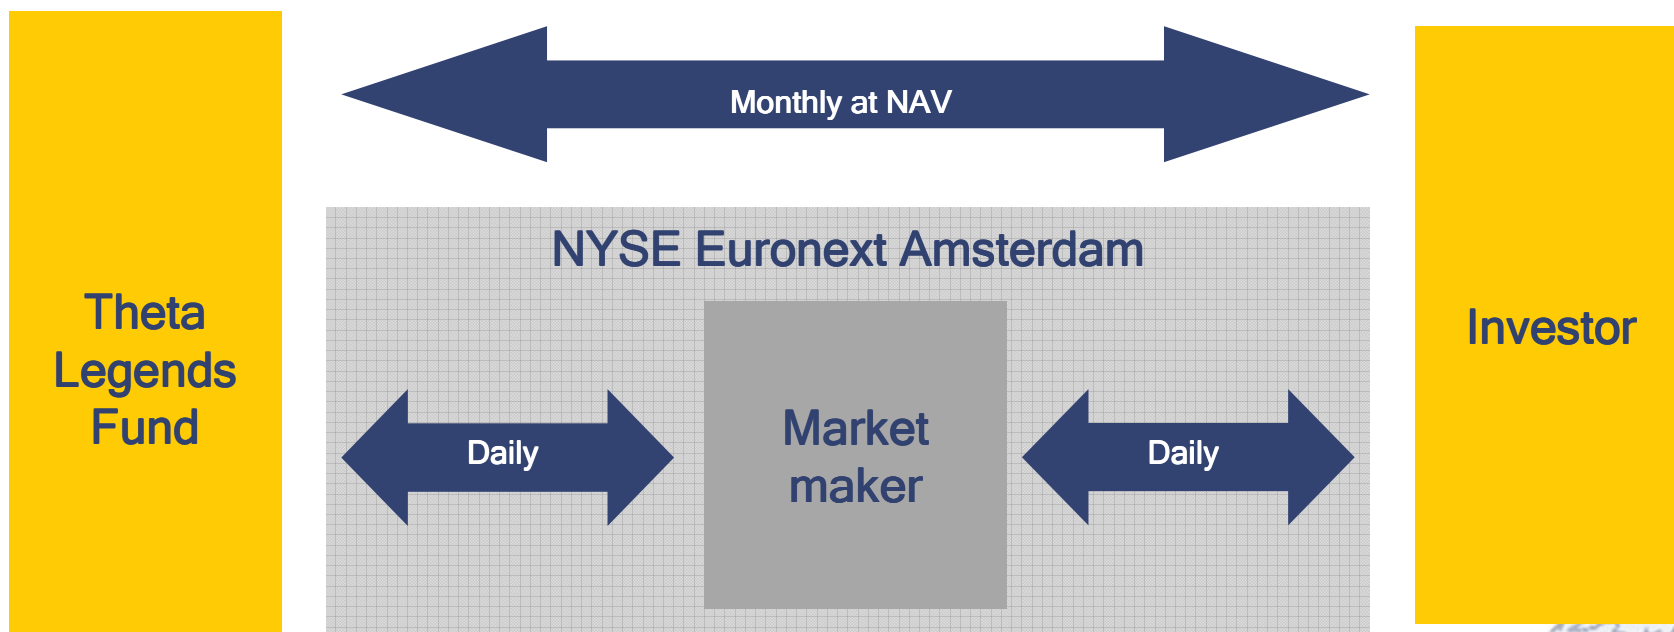 Monthly at NAV
NYSE Euronext Amsterdam
Theta
Legends
Fund
Daily
Market
maker
Daily
Investor